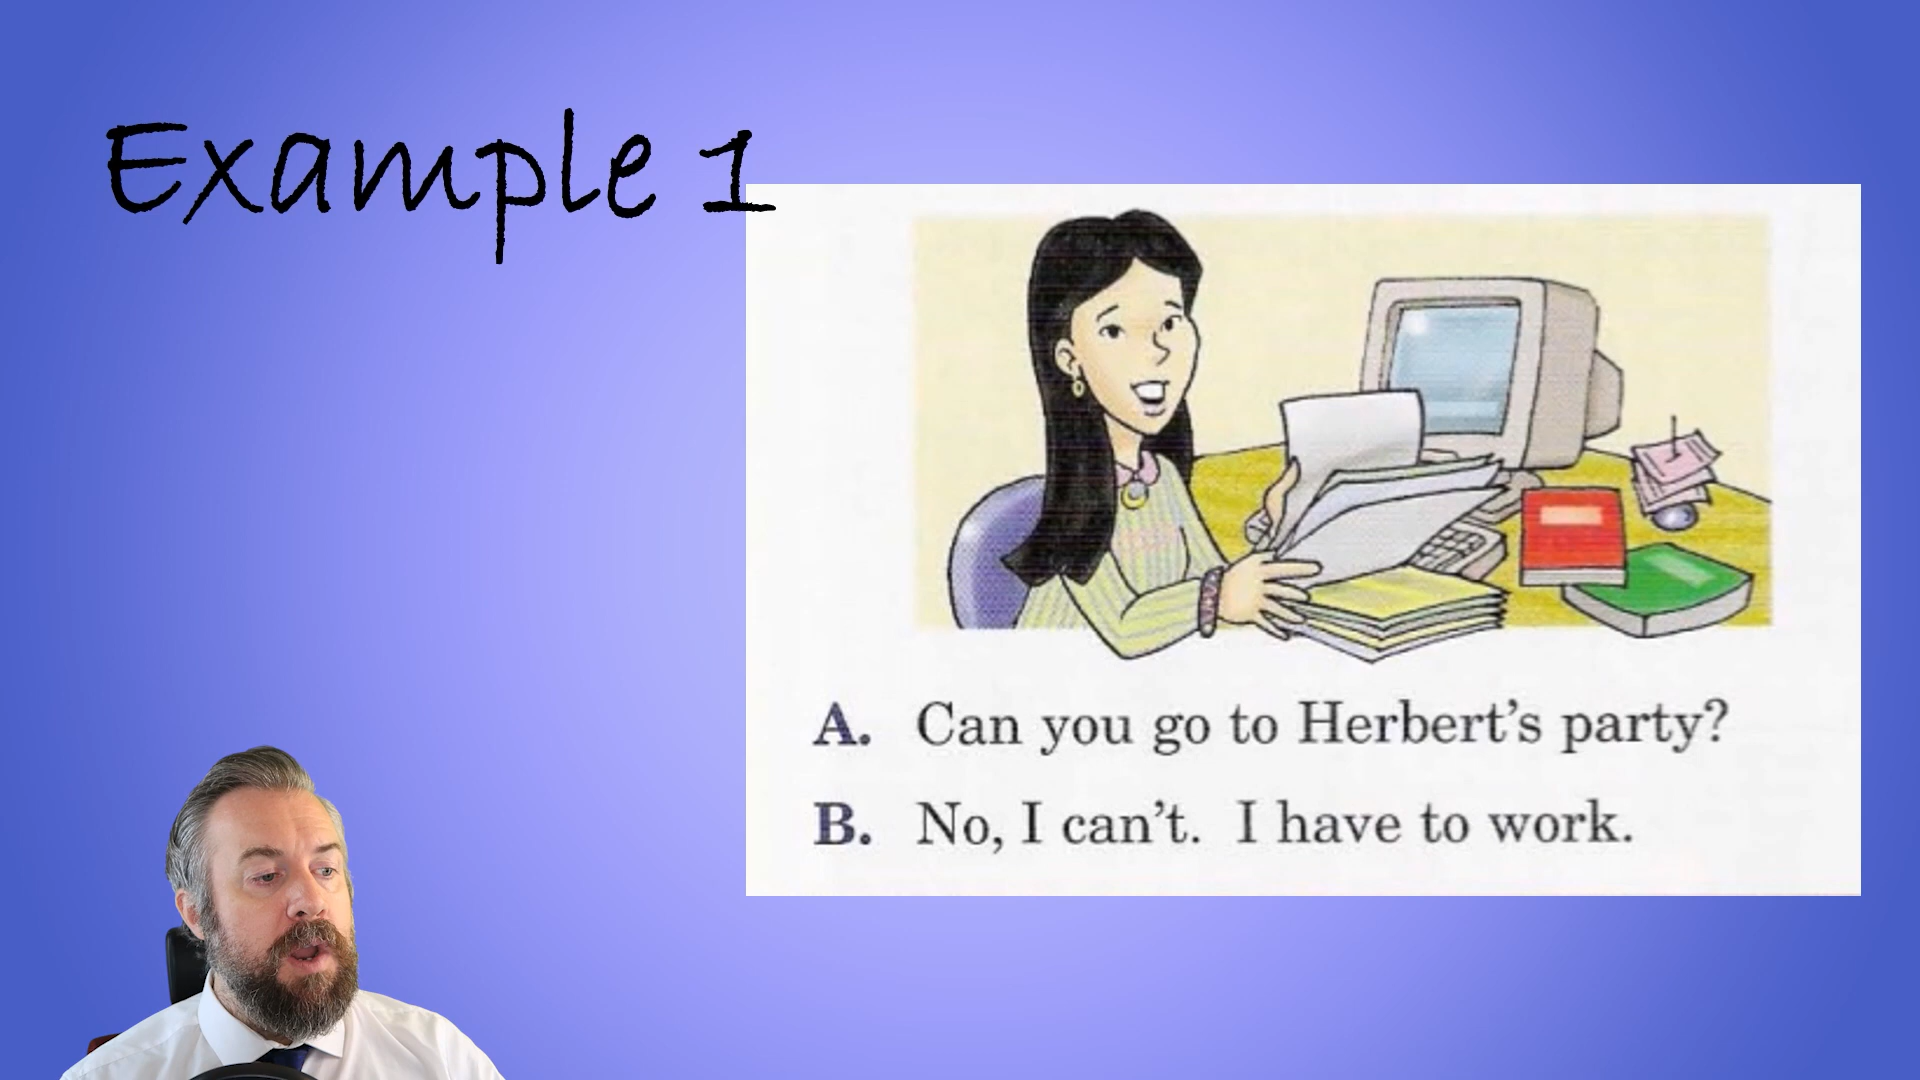 Example 1
A. Can you go to Herbert's party?
B. No, I can't. I have to work.